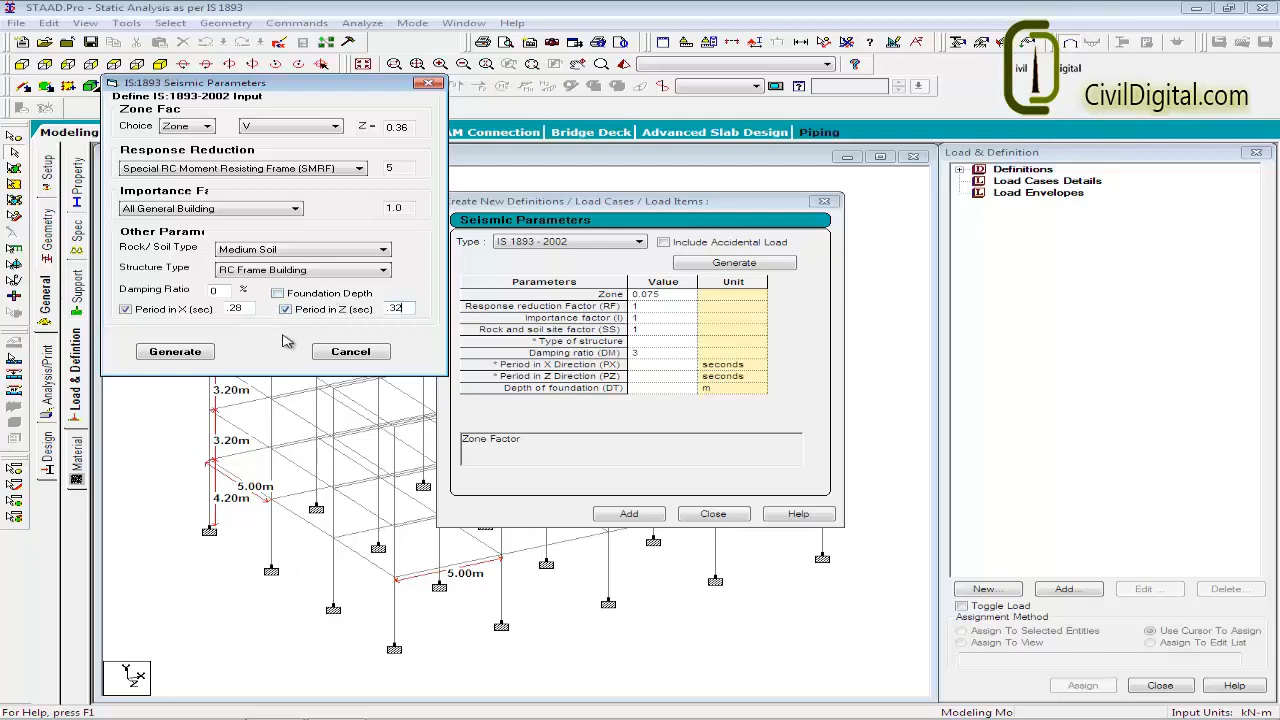 STAAD.Pro - Static Analysis as per IS 1893
File Edit View Tools Select Geometry Commands Analyze Mode Window Help
ivil Digital
CivilDigital.com
Modeling
AM Connection
Bridge Deck
Advanced Slab Design
Piping
IS:1893 Seismic Parameters
Define IS:1893-2002 Input
Zone Fac
Choice Zone V Z = 0.36
Response Reduction
Special RC Moment Resisting Frame (SMRF) 5
Importance Fa
All General Building 1.0
Other Parame
Rock/ Soil Type Medium Soil
Structure Type RC Frame Building
Damping Ratio 0 % Foundation Depth
Period in X (sec) .28 Period in Z (sec) .32
Generate Cancel
Setup
Geometry
General
Analysis/Print
Design
Property
Spec
Support
Load & Definition
Material
Create New Definitions / Load Cases / Load Items :
Seismic Parameters
Type : IS 1893 - 2002 Include Accidental Load
Generate
Parameters Value Unit
Zone 0.075
Response reduction Factor (RF) 1
Importance factor (I) 1
Rock and soil site factor (SS) 1
* Type of structure
Damping ratio (DM) 3
* Period in X Direction (PX) seconds
* Period in Z Direction (PZ) seconds
Depth of foundation (DT) m
Zone Factor
Add Close Help
3.20m
3.20m
5.00m
4.20m
5.00m
Y
X
Z
Load & Definition
Definitions
Load Cases Details
Load Envelopes
New... Add... Edit ... Delete...
Toggle Load
Assignment Method
Assign To Selected Entities Use Cursor To Assign
Assign To View Assign To Edit List
Assign Close Help
For Help, press F1
Modeling Mo
Input Units: kN-m